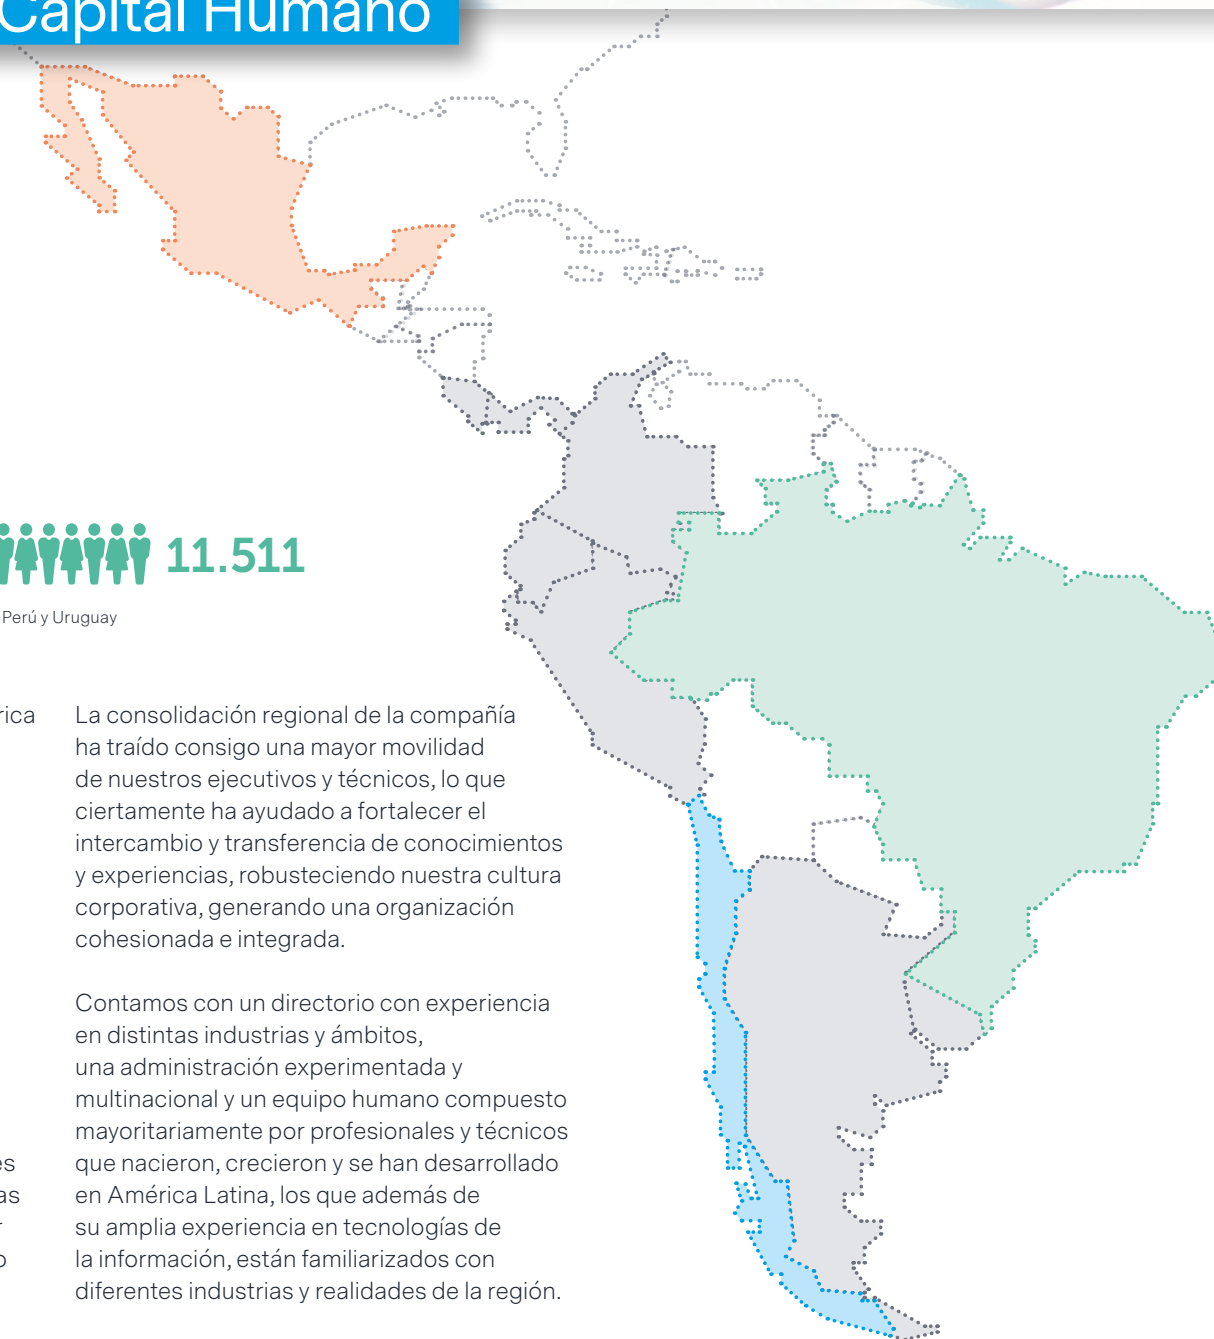 Capital Humano
11.511
Perú y Uruguay
La consolidación regional de la compañía
ha traído consigo una mayor movilidad
de nuestros ejecutivos y técnicos, lo que
ciertamente ha ayudado a fortalecer el
intercambio y transferencia de conocimientos
y experiencias, robusteciendo nuestra cultura
corporativa, generando una organización
cohesionada e integrada.
Contamos con un directorio con experiencia
en distintas industrias y ámbitos,
una administración experimentada y
multinacional y un equipo humano compuesto
mayoritariamente por profesionales y técnicos
que nacieron, crecieron y se han desarrollado
en América Latina, los que además de
su amplia experiencia en tecnologías de
la información, están familiarizados con
diferentes industrias y realidades de la región.